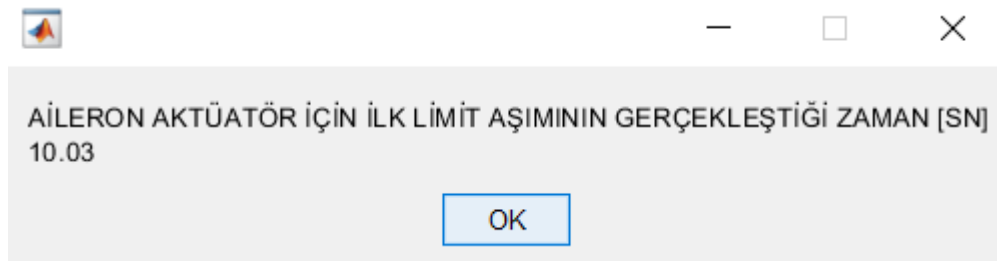 AİLERON AKTÜATÖR İÇİN İLK LİMİT AŞIMININ GERÇEKLEŞTİĞİ ZAMAN [SN]
10.03
OK